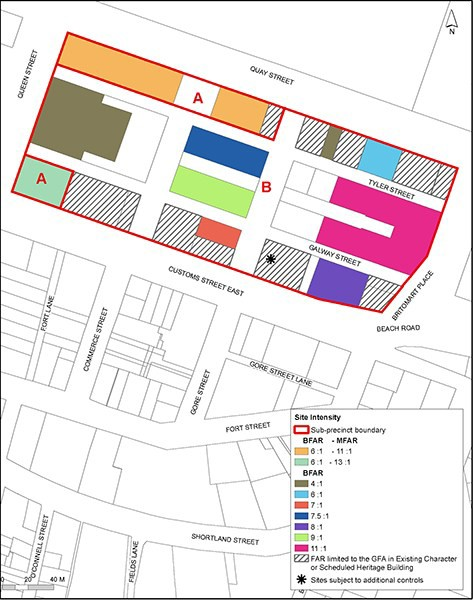 N
QUEEN STREET
QUAY STREET
A
B
TYLER STREET
A
GALWAY STREET
BRITOMART PLACE
CUSTOMS STREET EAST
BEACH ROAD
FORT LANE
COMMERCE STREET
GORE STREET
GORE STREET LANE
FORT STREET
SHORTLAND STREET
O'CONNELL STREET
FIELDS LANE
0 20 40 M
Site Intensity
Sub-precinct boundary
BFAR - MFAR
6 :1 - 11 :1
6 :1 - 13 :1
BFAR
4 :1
6 :1
7 :1
7.5 :1
8 :1
9 :1
11 :1
FAR limited to the GFA in Existing Character
or Scheduled Heritage Building
Sites subject to additional controls